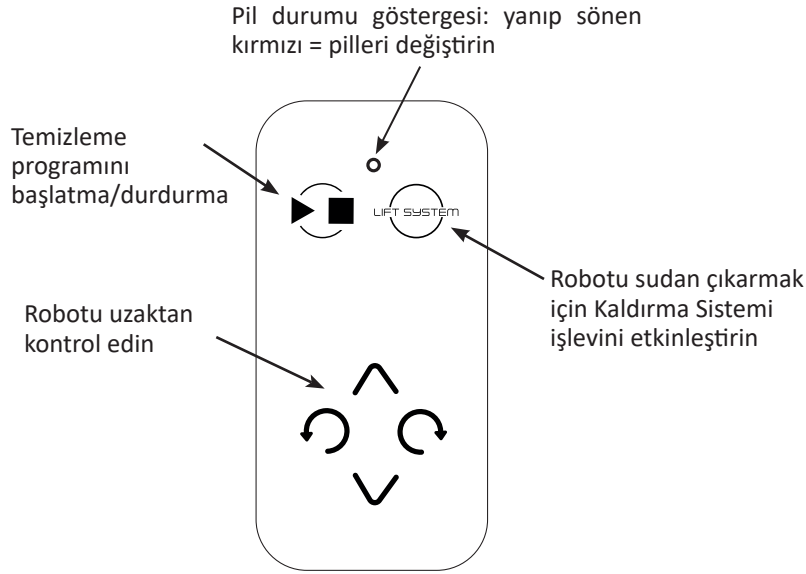 Pil durumu göstergesi: yanıp sönen
kırmızı = pilleri değiştirin
Temizleme
programını
başlatma/durdurma
LIFT SYSTEM
Robotu sudan çıkarmak
için Kaldırma Sistemi
işlevini etkinleştirin
Robotu uzaktan
kontrol edin